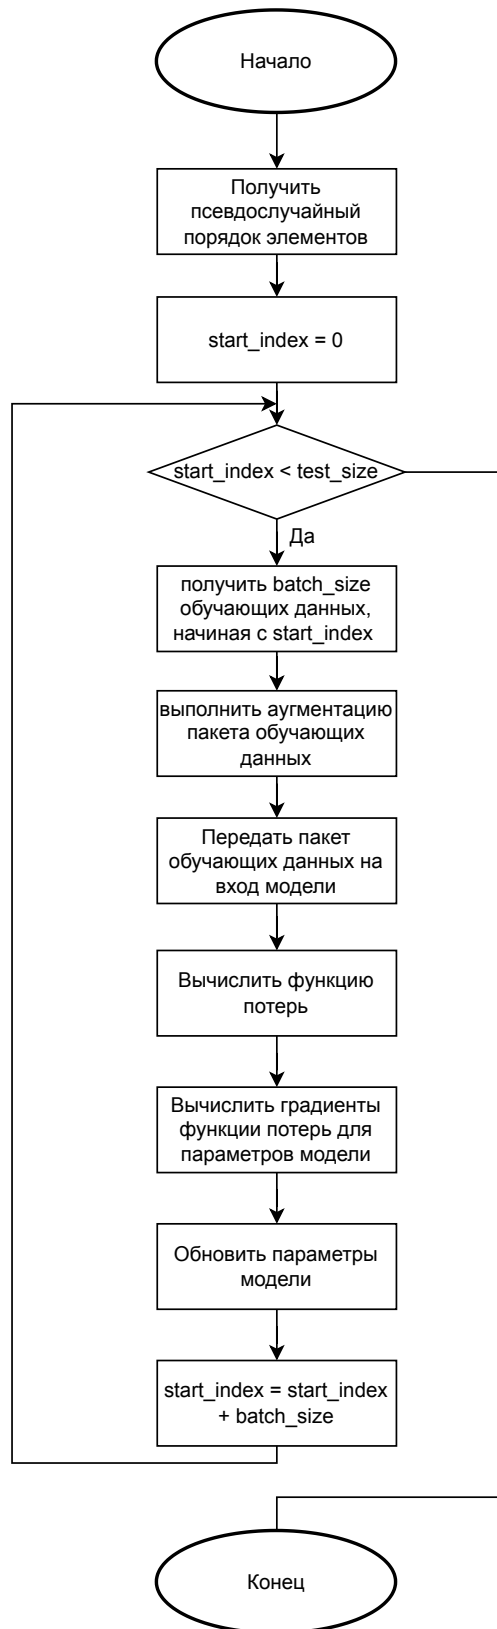 Начало
Получить
псевдослучайный
порядок элементов
start_index = 0
start_index < test_size
Да
получить batch_size
обучающих данных,
начиная с start_index
выполнить аугментацию
пакета обучающих
данных
Передать пакет
обучающих данных на
вход модели
Вычислить функцию
потерь
Вычислить градиенты
функции потерь для
параметров модели
Обновить параметры
модели
start_index = start_index
+ batch_size
Конец